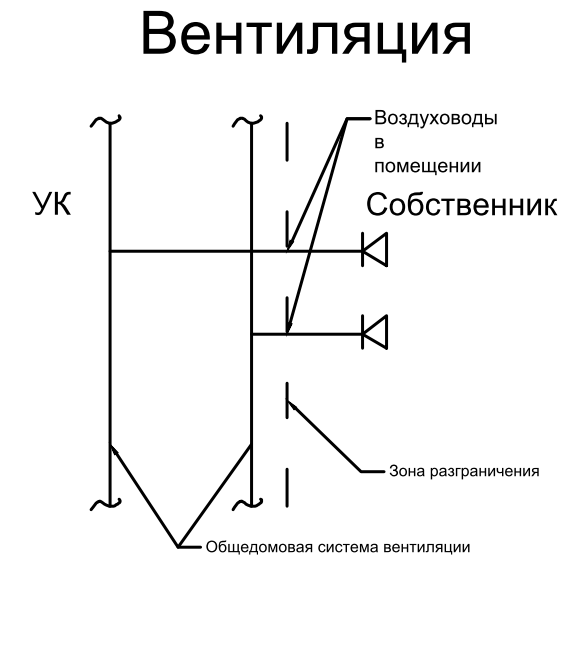 Вентиляция
Воздуховоды
в
помещении
УК
Собственник
Зона разграничения
Общедомовая система вентиляции